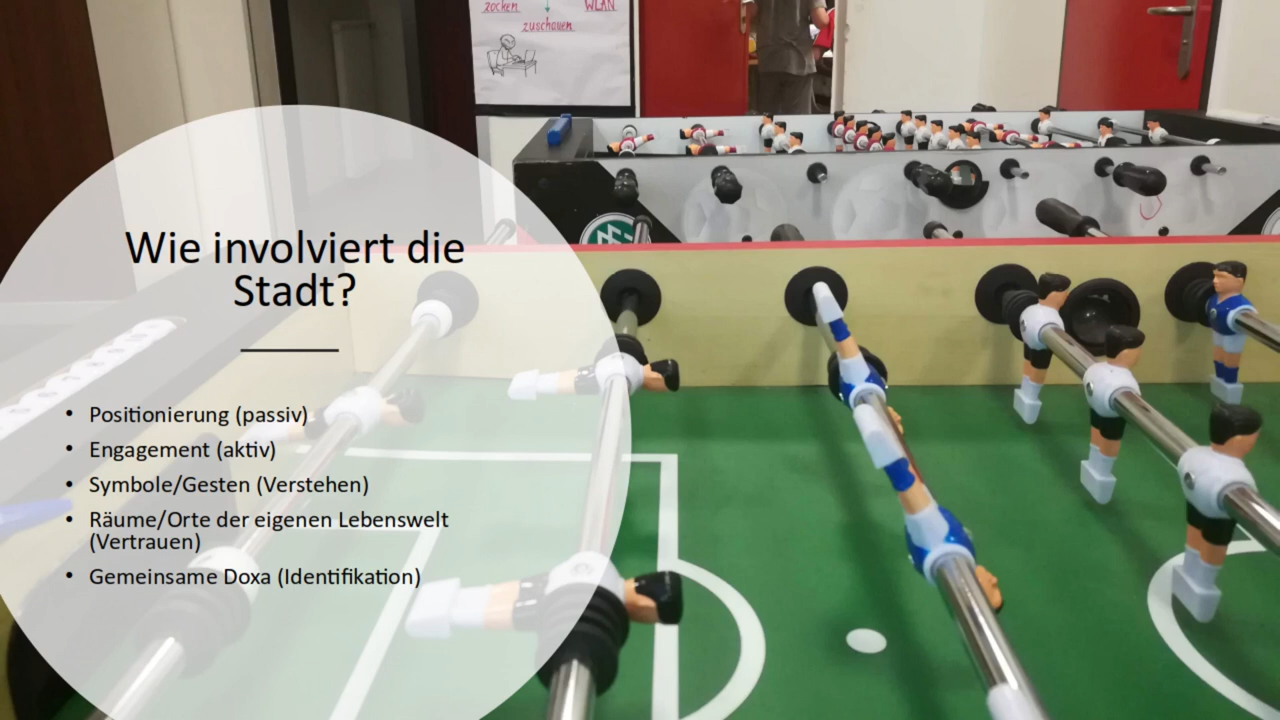 zocken WLAN
zuschauen
Wie involviert die
Stadt?
• Positionierung (passiv)
• Engagement (aktiv)
• Symbole/Gesten (Verstehen)
• Räume/Orte der eigenen Lebenswelt
(Vertrauen)
• Gemeinsame Doxa (Identifikation)